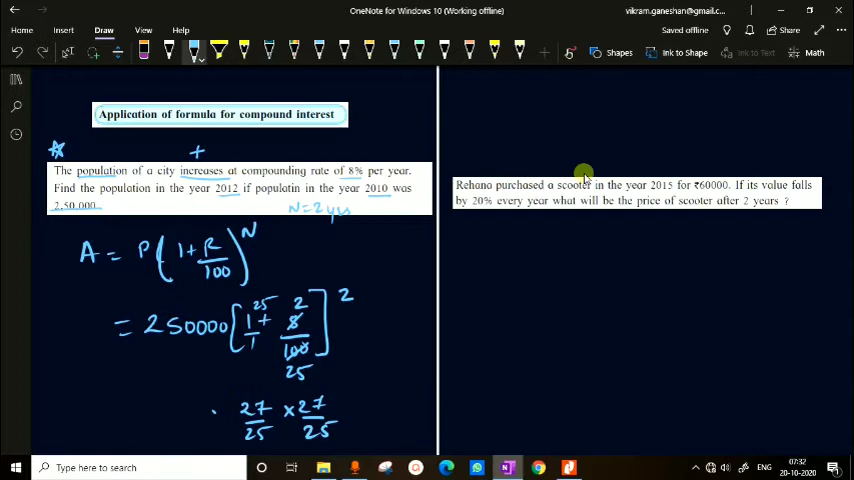 OneNote for Windows 10 (Working offline)
vikram.ganeshan@gmail.c...
Home Insert Draw View Help
Saved offline Share
Shapes Ink to Shape Ink to Text Math
Application of formula for compound interest
+
The population of a city increases at compounding rate of 8% per year.
Find the population in the year 2012 if populatin in the year 2010 was
2,50,000.
N=2 yrs
A = P(1+R/100)^N
= 250000[1/1 + 8/100]^2
25 2
25
27/25 × 27/25
Rehana purchased a scooter in the year 2015 for ₹60000. If its value falls
by 20% every year what will be the price of scooter after 2 years ?
Type here to search
ENG
07:32
20-10-2020